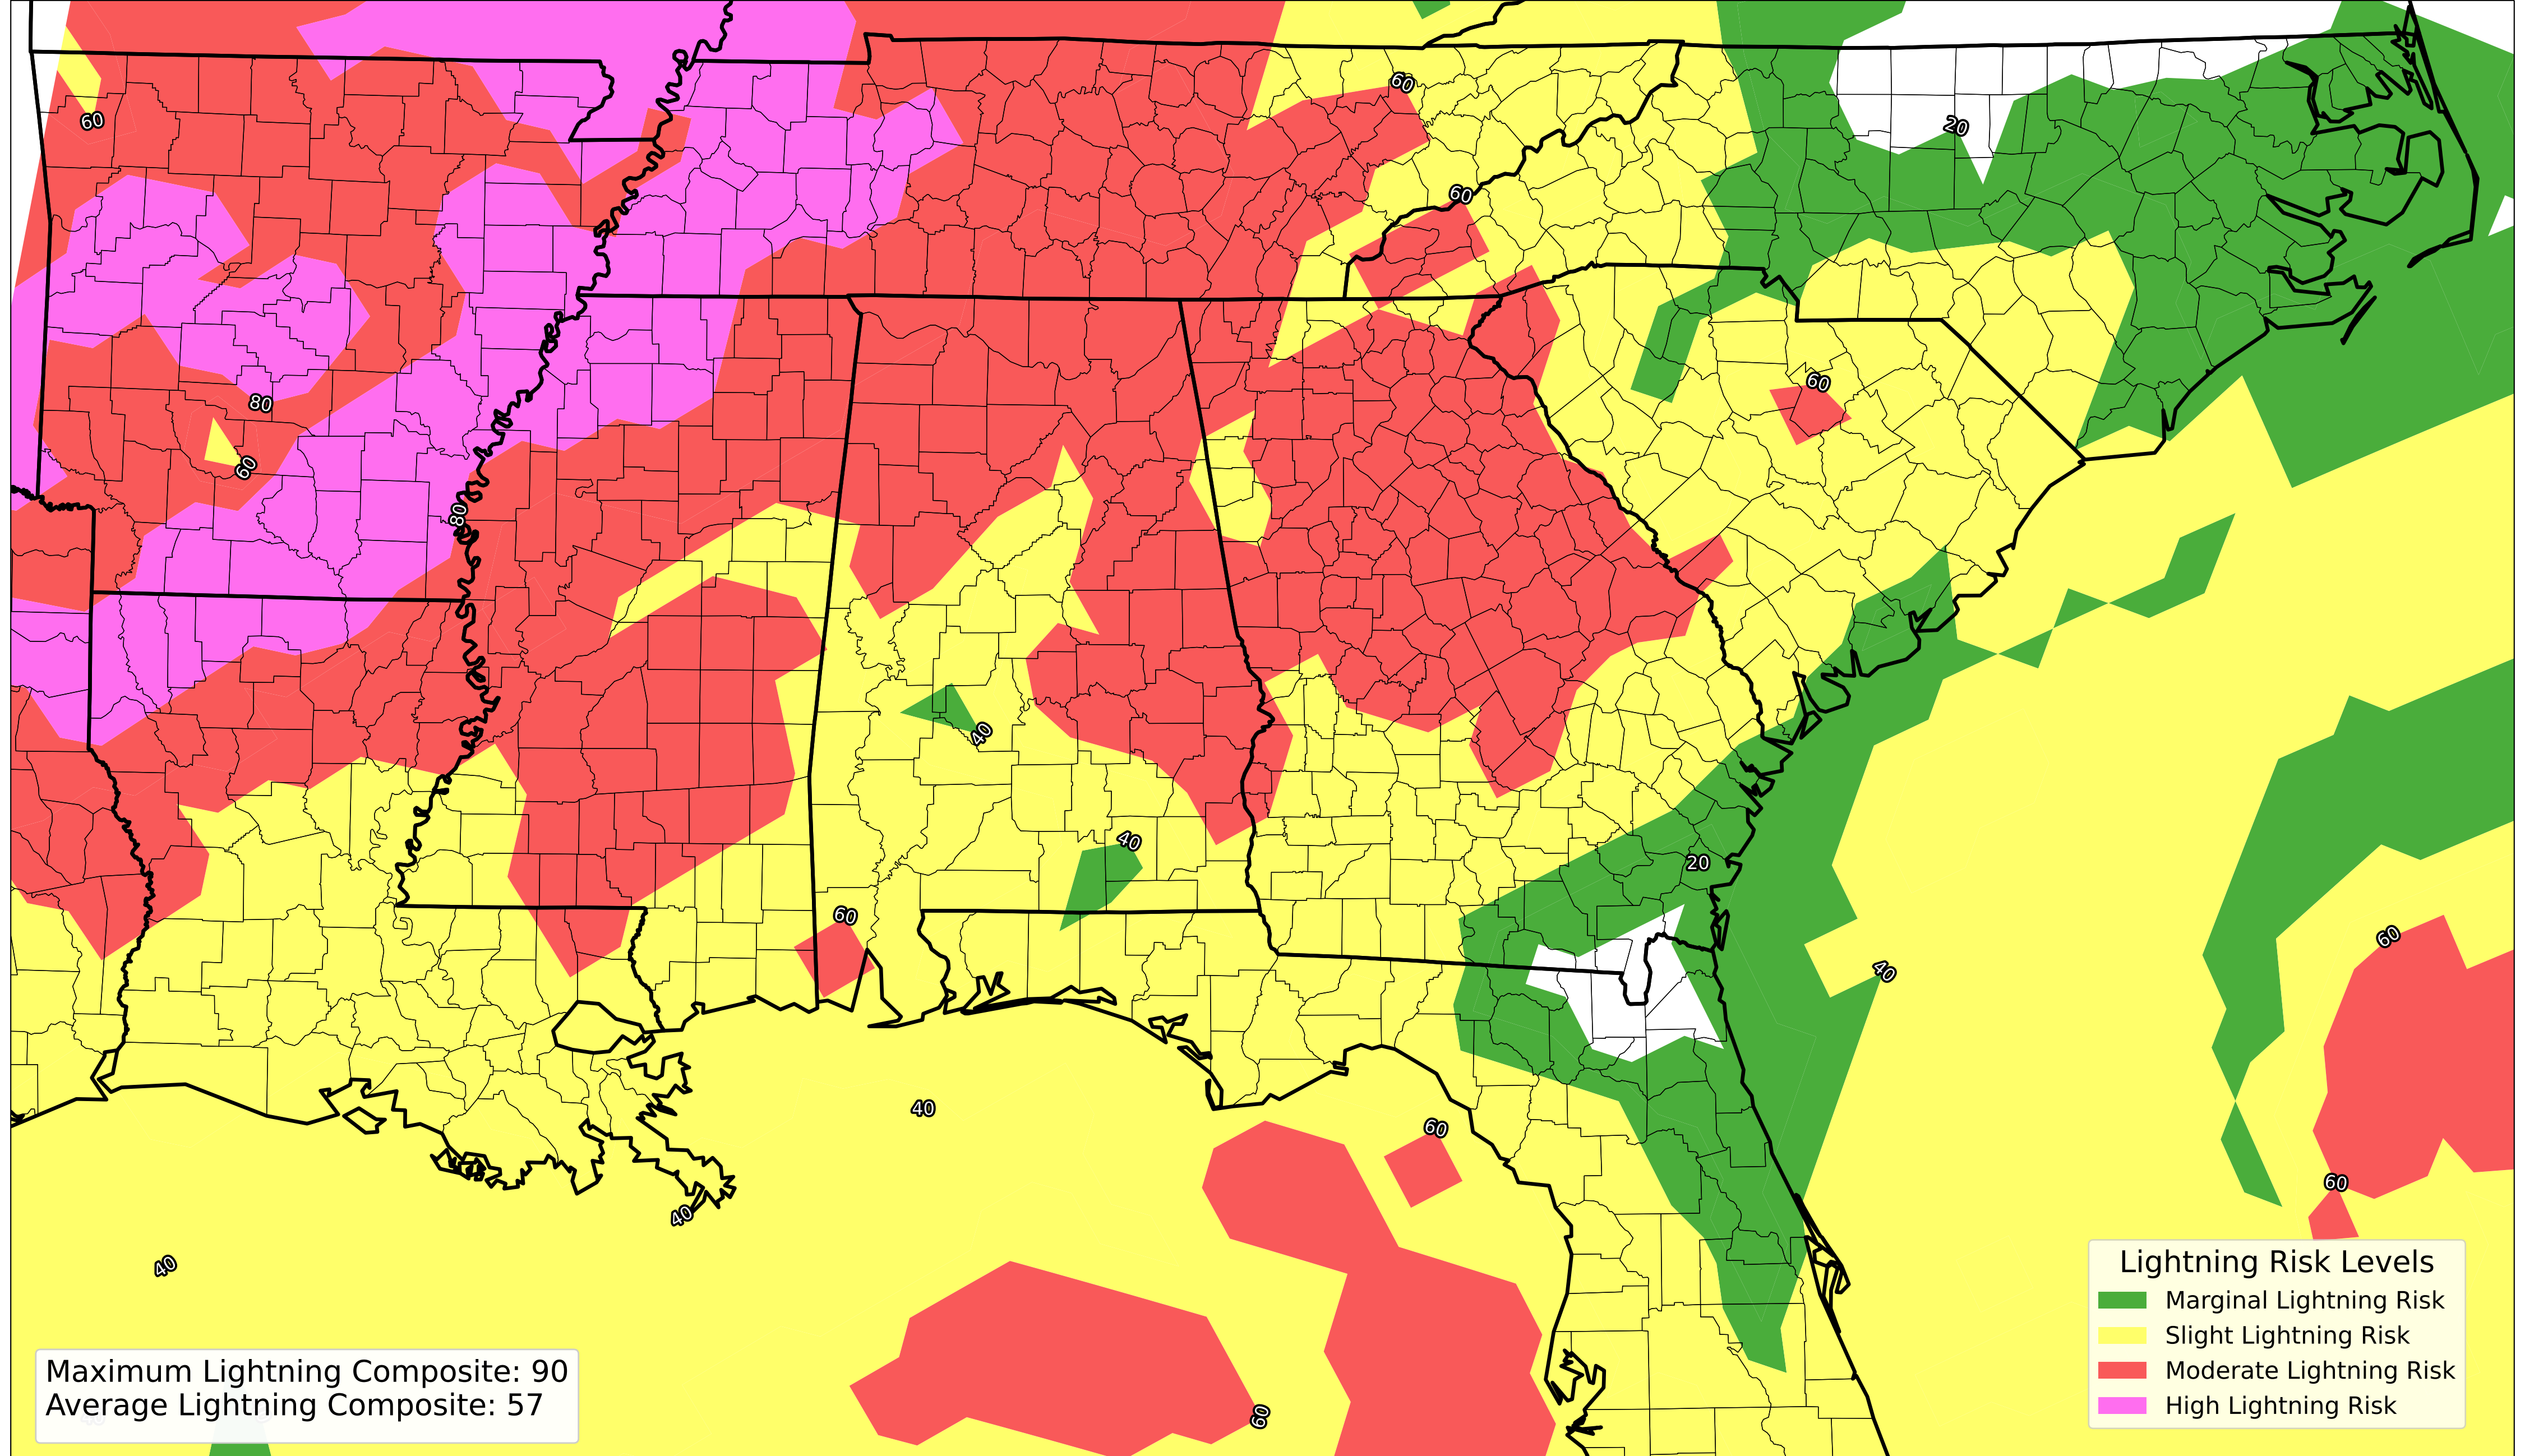 60
20
60
60
60
80
60
80
40
40
20
60
60
40
40
60
60
40
40
60
Lightning Risk Levels
Marginal Lightning Risk
Slight Lightning Risk
Moderate Lightning Risk
High Lightning Risk
Maximum Lightning Composite: 90
Average Lightning Composite: 57